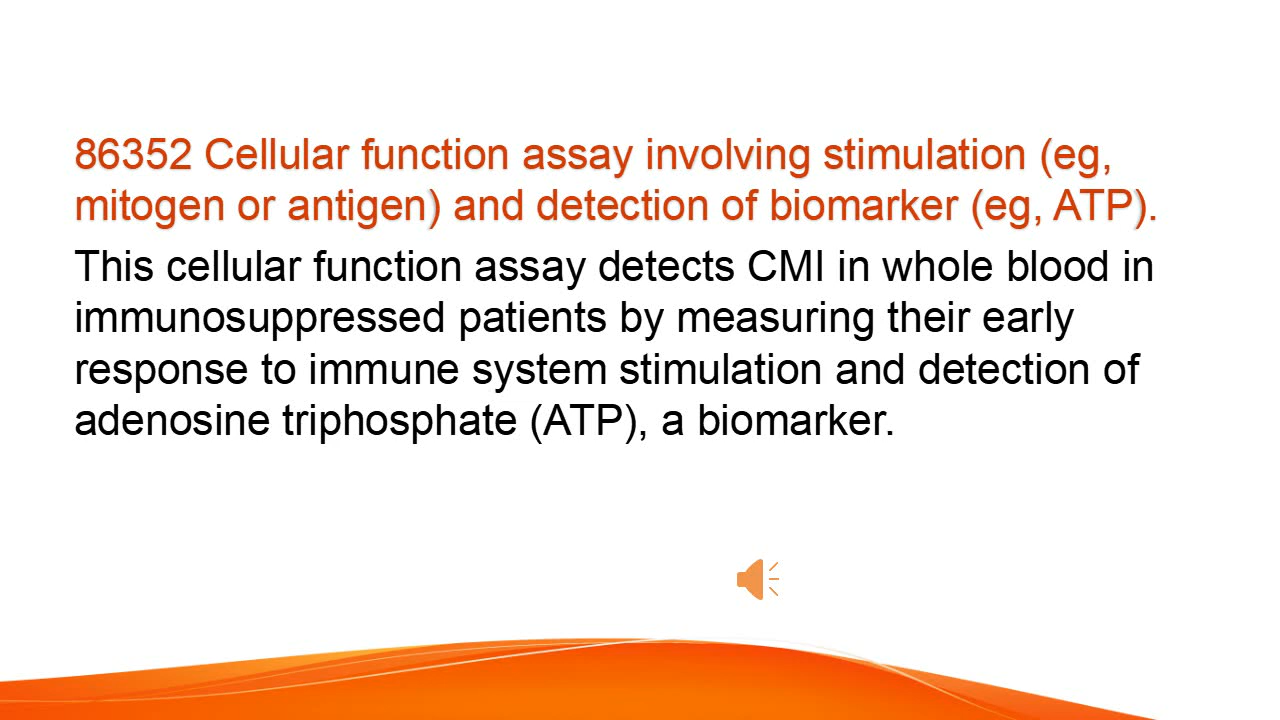 86352 Cellular function assay involving stimulation (eg,
mitogen or antigen) and detection of biomarker (eg, ATP).
This cellular function assay detects CMI in whole blood in
immunosuppressed patients by measuring their early
response to immune system stimulation and detection of
adenosine triphosphate (ATP), a biomarker.